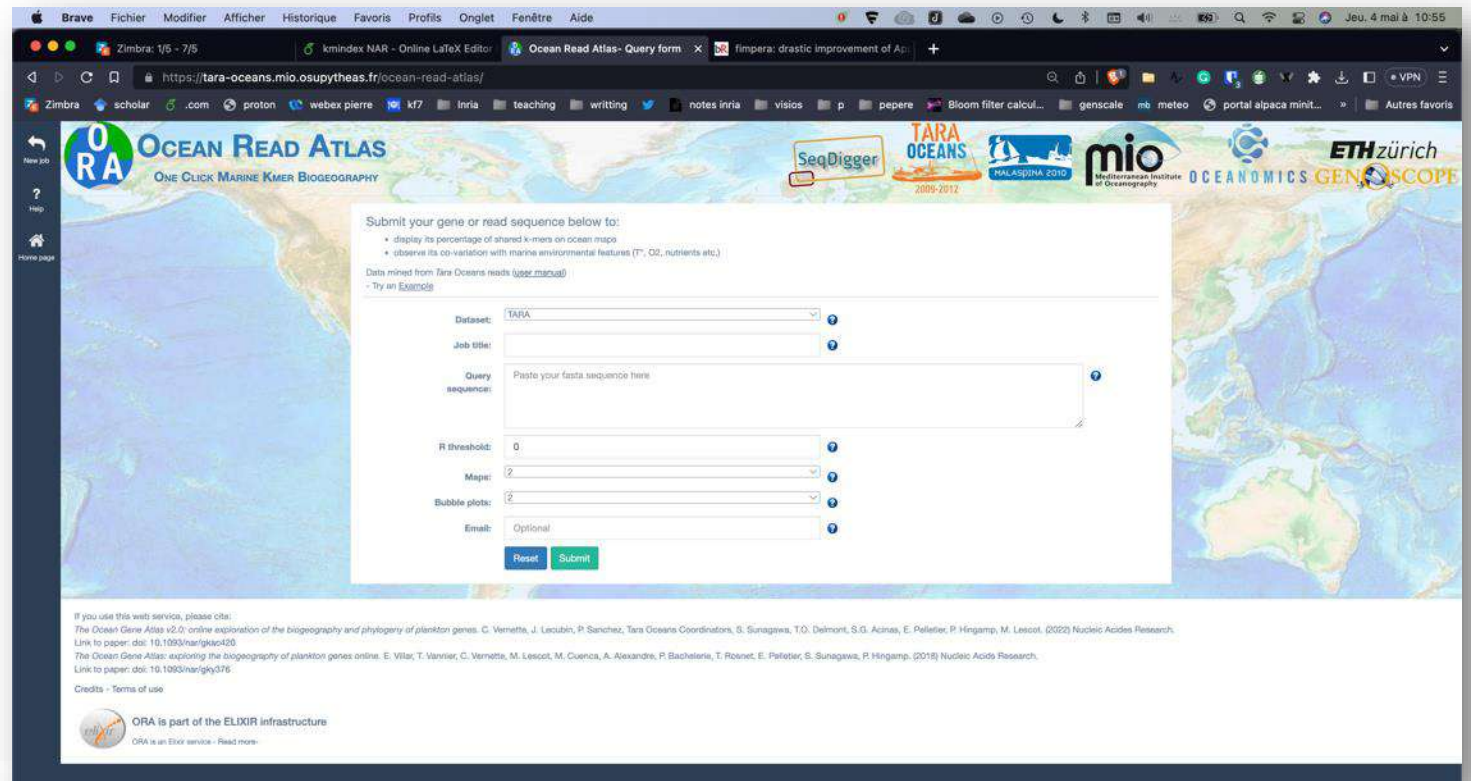 Brave Fichier Modifier Afficher Historique Favoris Profils Onglet Fenêtre Aide Jeu. 4 mai à 10:55
Zimbra: 1/5 - 7/5 kmindex NAR - Online LaTeX Editor Ocean Read Atlas- Query form fimpera: drastic improvement of Ap
https://tara-oceans.mio.osupytheas.fr/ocean-read-atlas/ VPN
Zimbra scholar .com proton webex pierre kf7 Inria teaching writting notes inria visios p pepere Bloom filter calcul... genscale meteo portal alpaca minit... » Autres favoris
New job
Help
Home page
ORA
OCEAN READ ATLAS
ONE CLICK MARINE KMER BIOGEOGRAPHY
SeqDigger
TARA OCEANS
2009-2012
MALASPINA 2010
mio
Mediterranean Institute of Oceanography
OCEANOMICS
ETH zürich
GENOSCOPE
Submit your gene or read sequence below to:
• display its percentage of shared k-mers on ocean maps
• observe its co-variation with marine environmental features (T°, O2, nutrients etc.)
Data mined from Tara Oceans reads (user manual)
- Try an Example
Dataset: TARA
Job title:
Query sequence: Paste your fasta sequence here
R threshold: 0
Maps: 2
Bubble plots: 2
Email: Optional
Reset Submit
If you use this web service, please cite:
The Ocean Gene Atlas v2.0: online exploration of the biogeography and phylogeny of plankton genes. C. Vernette, J. Lecubin, P. Sanchez, Tara Oceans Coordinators, S. Sunagawa, T.O. Delmont, S.G. Acinas, E. Pelletier, P. Hingamp, M. Lescot. (2022) Nucleic Acides Research.
Link to paper: doi: 10.1093/nar/gkac420
The Ocean Gene Atlas: exploring the biogeography of plankton genes online. E. Villar, T. Vannier, C. Vernette, M. Lescot, M. Cuenca, A. Alexandre, P. Bachelerie, T. Rosnet, E. Pelletier, S. Sunagawa, P. Hingamp. (2018) Nucleic Acids Research.
Link to paper: doi: 10.1093/nar/gky376
Credits - Terms of use
elixir
ORA is part of the ELIXIR infrastructure
ORA is an Elixir service - Read more-